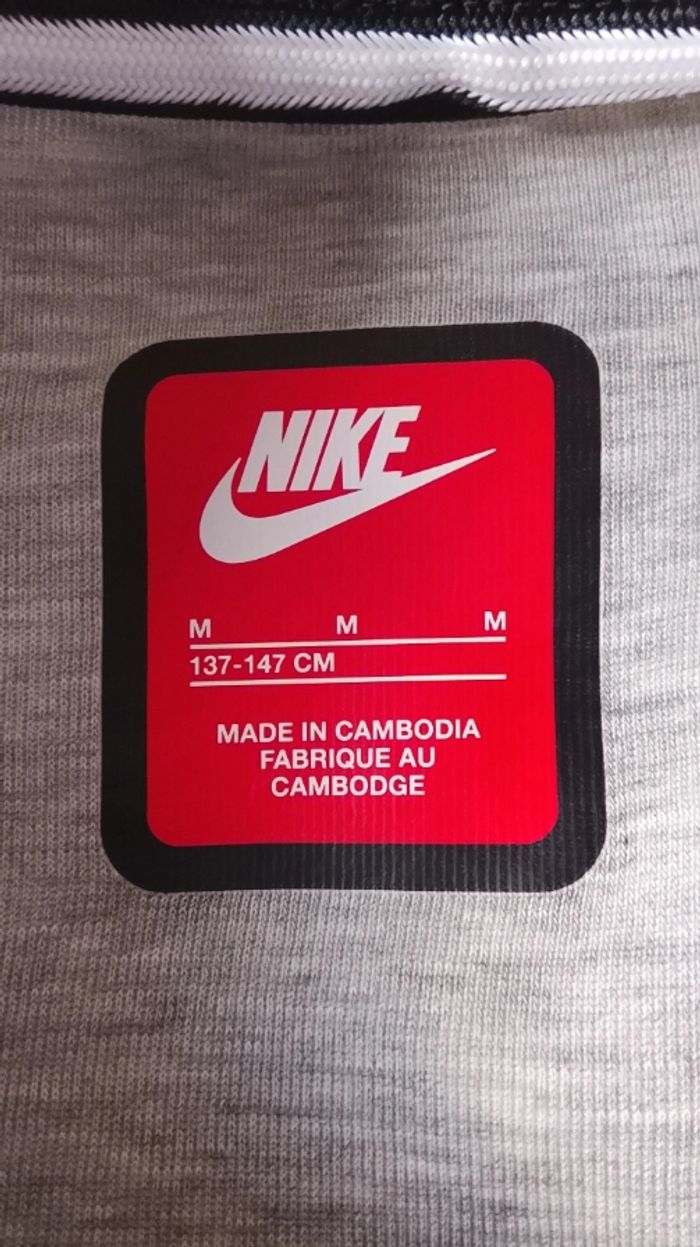 NIKE
M M M
137-147 CM
MADE IN CAMBODIA
FABRIQUE AU
CAMBODGE